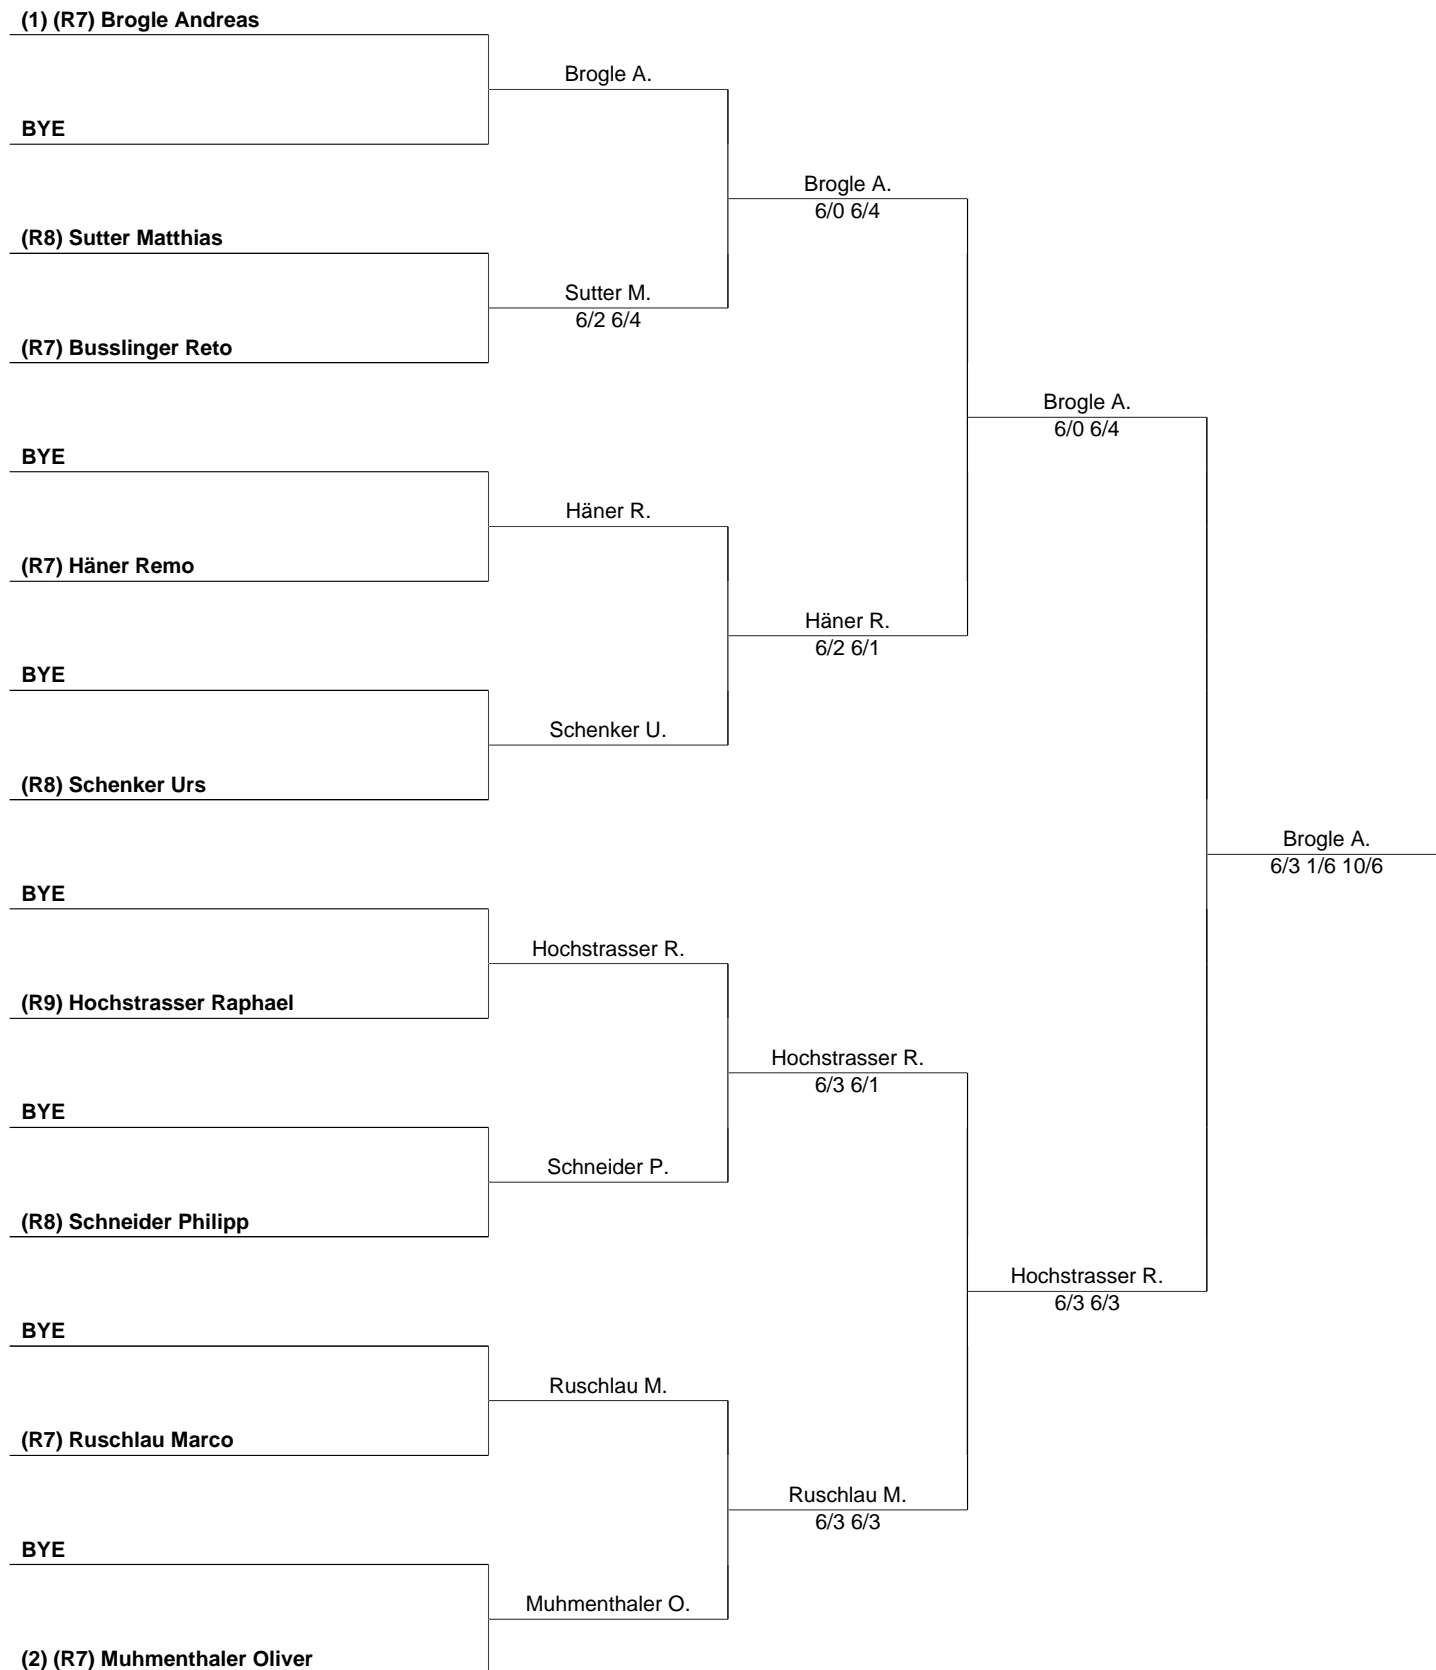 (1) (R7) Brogle Andreas
Brogle A.
BYE
Brogle A.
6/0 6/4
(R8) Sutter Matthias
Sutter M.
6/2 6/4
(R7) Busslinger Reto
Brogle A.
6/0 6/4
BYE
Häner R.
(R7) Häner Remo
Häner R.
6/2 6/1
BYE
Schenker U.
(R8) Schenker Urs
Brogle A.
6/3 1/6 10/6
BYE
Hochstrasser R.
(R9) Hochstrasser Raphael
Hochstrasser R.
6/3 6/1
BYE
Schneider P.
(R8) Schneider Philipp
Hochstrasser R.
6/3 6/3
BYE
Ruschlau M.
(R7) Ruschlau Marco
Ruschlau M.
6/3 6/3
BYE
Muhmenthaler O.
(2) (R7) Muhmenthaler Oliver